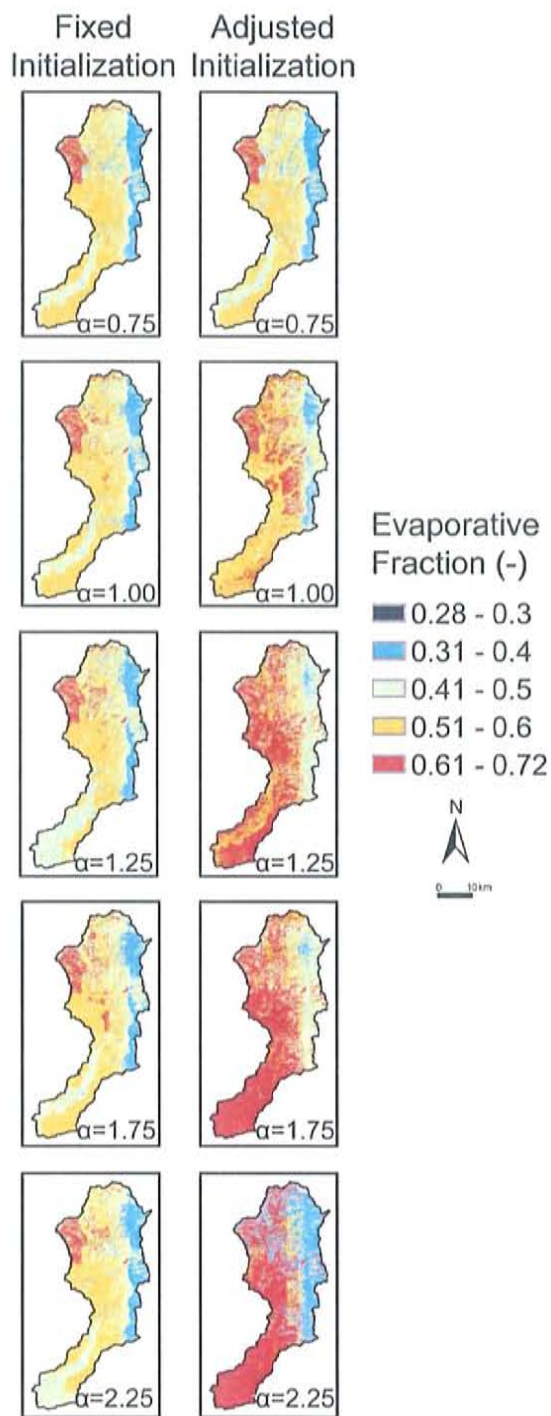 Fixed
Initialization
Adjusted
Initialization
α=0.75
α=0.75
α=1.00
α=1.00
α=1.25
α=1.25
α=1.75
α=1.75
α=2.25
α=2.25
Evaporative
Fraction (-)
0.28 - 0.3
0.31 - 0.4
0.41 - 0.5
0.51 - 0.6
0.61 - 0.72
N
0 10km